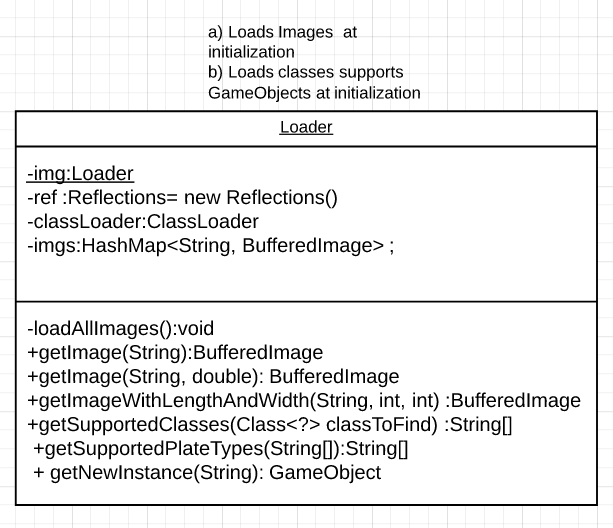 a) Loads Images  at
initialization
b) Loads classes supports
GameObjects at initialization
Loader
-img:Loader
-ref :Reflections= new Reflections()
-classLoader:ClassLoader
-imgs:HashMap<String, BufferedImage> ;
-loadAllImages():void
+getImage(String):BufferedImage
+getImage(String, double): BufferedImage
+getImageWithLengthAndWidth(String, int, int) :BufferedImage
+getSupportedClasses(Class<?> classToFind) :String[]
+getSupportedPlateTypes(String[]):String[]
+ getNewInstance(String): GameObject